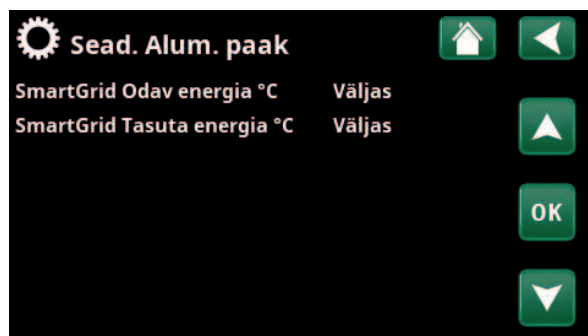 Sead. Alum. paak
SmartGrid Odav energia °C Väljas
SmartGrid Tasuta energia °C Väljas
OK